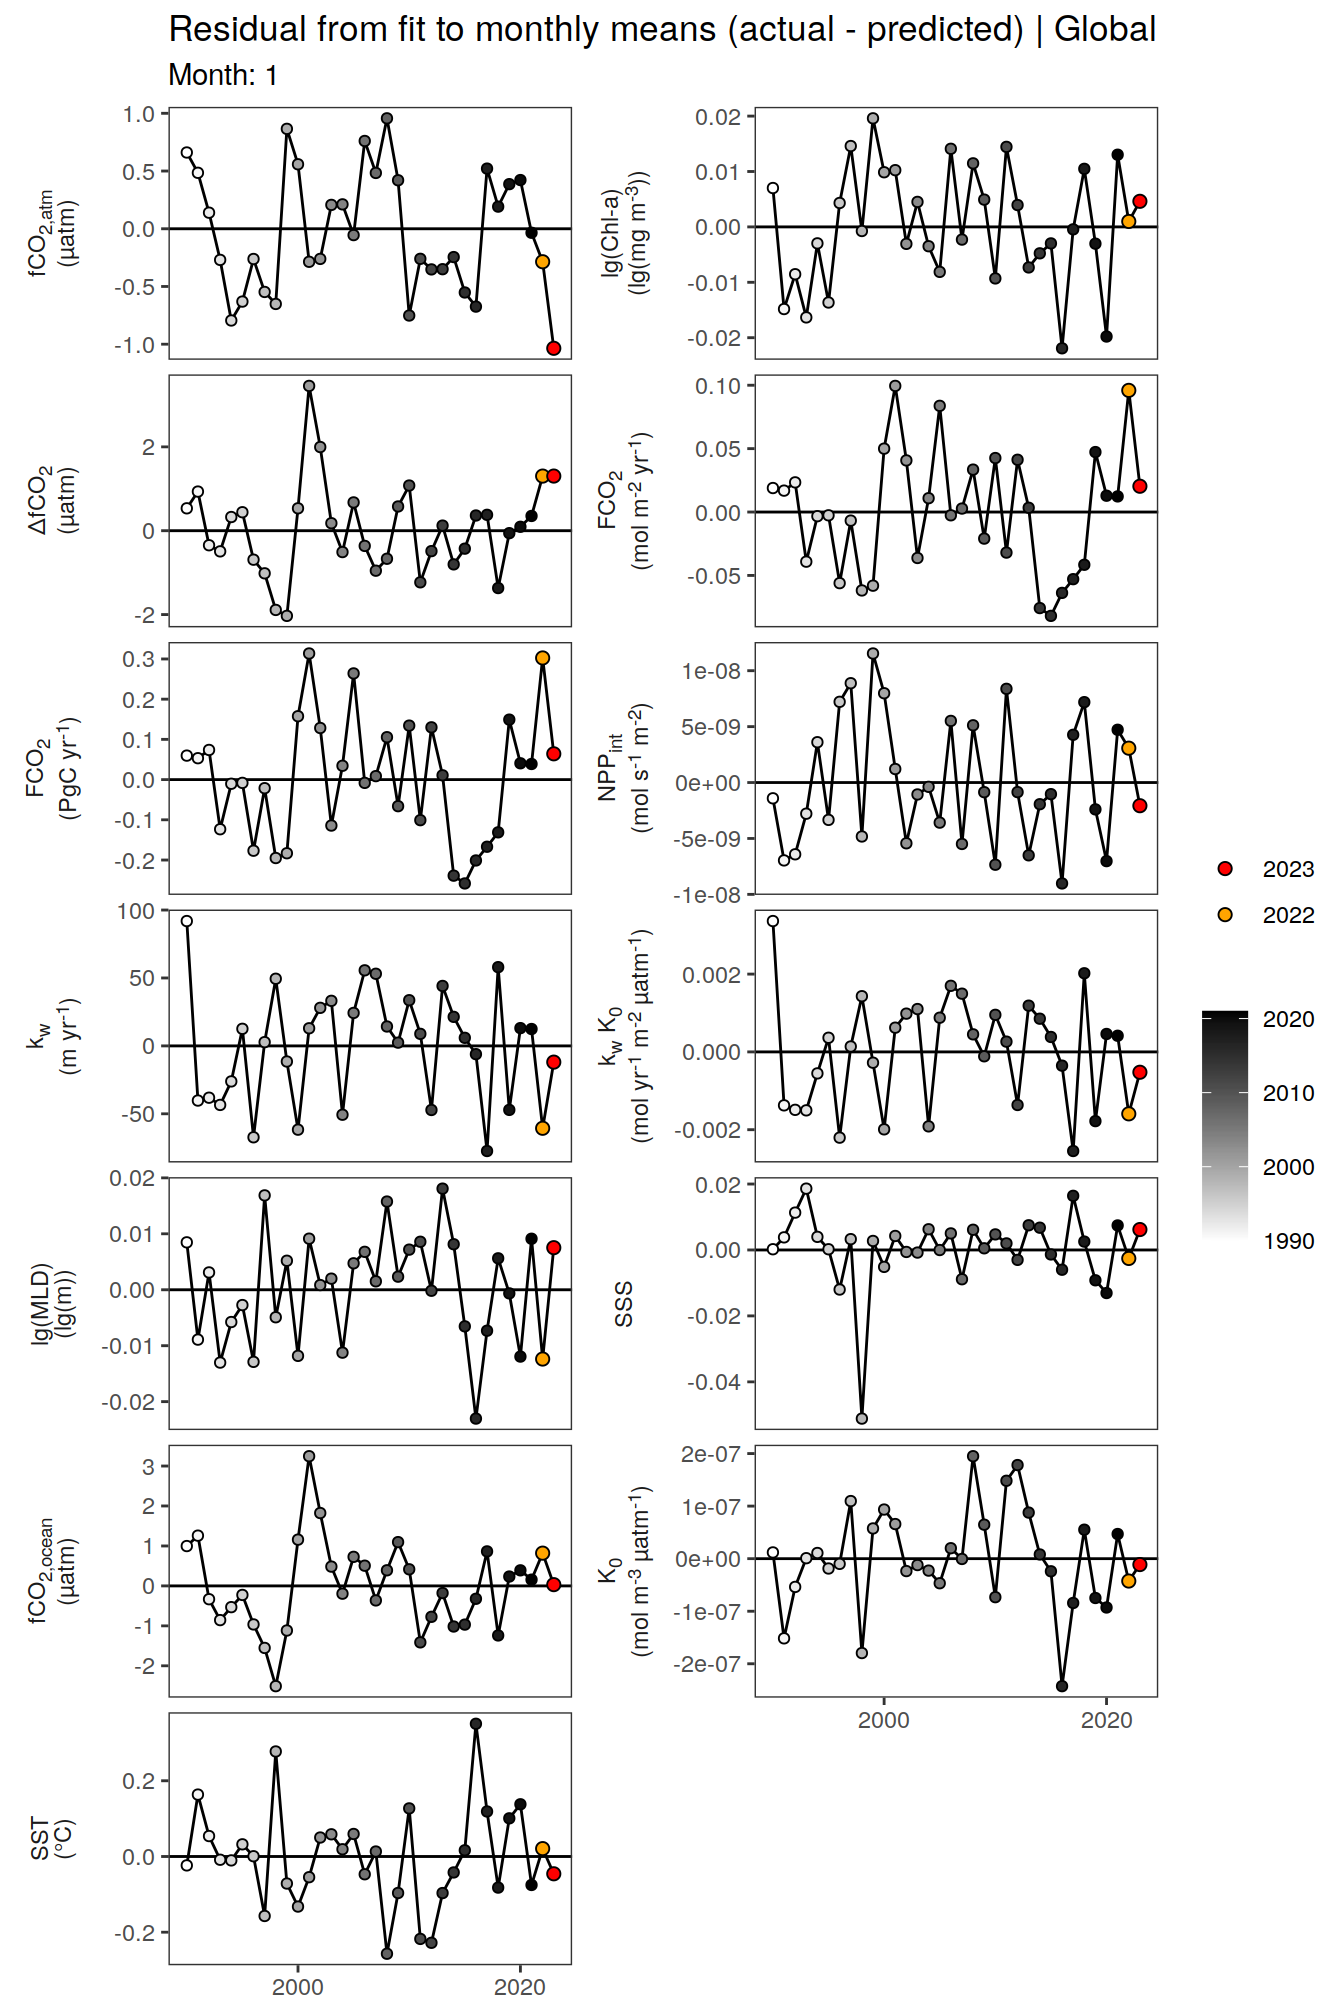 Residual from fit to monthly means (actual - predicted) | Global
Month: 1
fCO2,atm
(µatm)
1.0
0.5
0.0
-0.5
-1.0
lg(Chl-a)
(lg(mg m-3))
0.02
0.01
0.00
-0.01
-0.02
ΔfCO2
(µatm)
2
0
-2
FCO2
(mol m-2 yr-1)
0.10
0.05
0.00
-0.05
FCO2
(PgC yr-1)
0.3
0.2
0.1
0.0
-0.1
-0.2
NPPint
(mol s-1 m-2)
1e-08
5e-09
0e+00
-5e-09
-1e-08
kw
(m yr-1)
100
50
0
-50
kw K0
(mol yr-1 m-2 µatm-1)
0.002
0.000
-0.002
lg(MLD)
(lg(m))
0.02
0.01
0.00
-0.01
-0.02
SSS
0.02
0.00
-0.02
-0.04
fCO2,ocean
(µatm)
3
2
1
0
-1
-2
K0
(mol m-3 µatm-1)
2e-07
1e-07
0e+00
-1e-07
-2e-07
2000
2020
SST
(°C)
0.2
0.0
-0.2
2000
2020
2023
2022
2020
2010
2000
1990